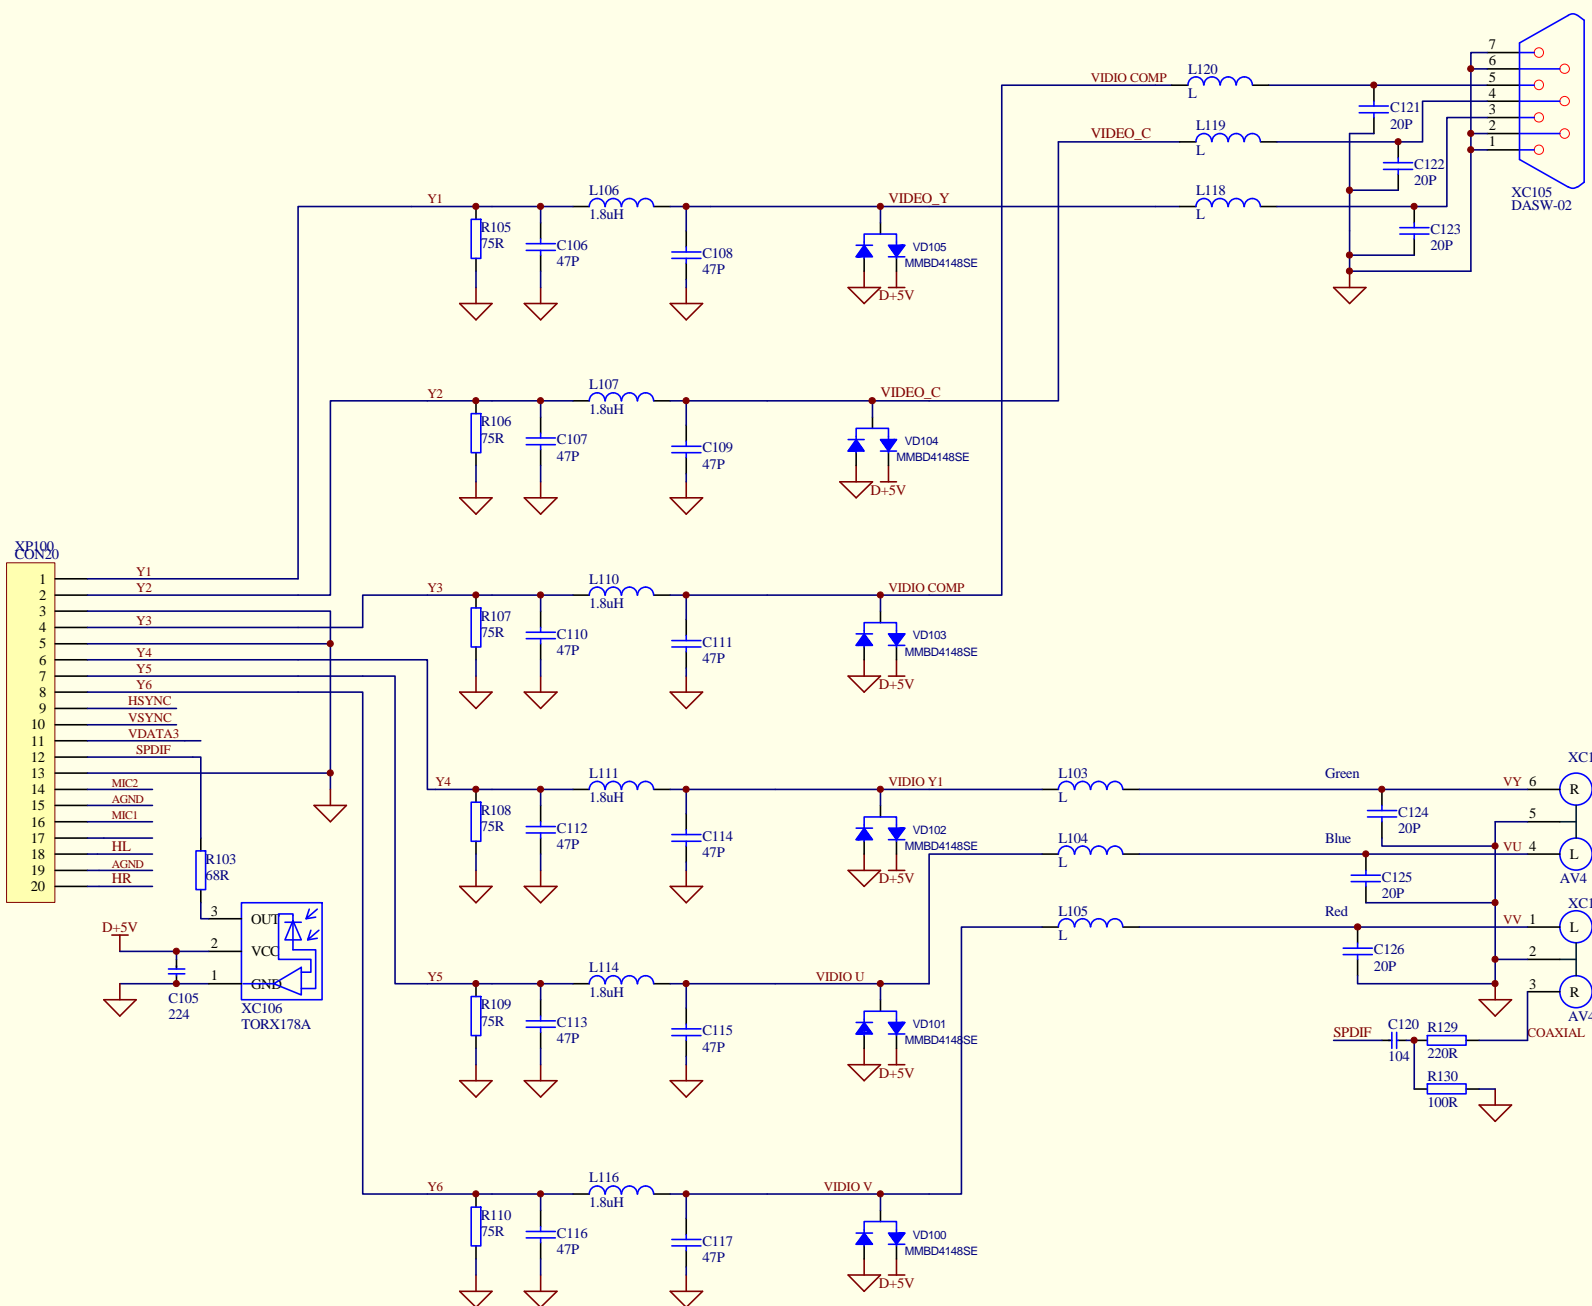 7
6
5
4
3
2
1
XC105
DASW-02
VIDIO COMP
L120
L
C121
20P
VIDEO_C
L119
L
C122
20P
L118
L
C123
20P
Y1
L106
1.8uH
VIDEO_Y
R105
75R
C106
47P
C108
47P
VD105
MMBD4148SE
D+5V
Y2
L107
1.8uH
VIDEO_C
R106
75R
C107
47P
C109
47P
VD104
MMBD4148SE
D+5V
XP100
CON20
1 Y1
2 Y2
3
4 Y3
5
6 Y4
7 Y5
8 Y6
9 HSYNC
10 VSYNC
11 VDATA3
12 SPDIF
13
14 MIC2
15 AGND
16 MIC1
17
18 HL
19 AGND
20 HR
Y3
L110
1.8uH
VIDIO COMP
R107
75R
C110
47P
C111
47P
VD103
MMBD4148SE
D+5V
Y4
L111
1.8uH
VIDIO Y1
R108
75R
C112
47P
C114
47P
VD102
MMBD4148SE
D+5V
L103
L
Green
VY 6
R
XC1
C124
20P
5
L104
L
Blue
VU 4
L
AV4
C125
20P
L105
L
Red
VV 1
L
XC1
C126
20P
2
3
R
AV4
COAXIAL
SPDIF
C120
104
R129
220R
R130
100R
R103
68R
D+5V
3 OUT
2 VCC
1 GND
C105
224
XC106
TORX178A
Y5
L114
1.8uH
VIDIO U
R109
75R
C113
47P
C115
47P
VD101
MMBD4148SE
D+5V
Y6
L116
1.8uH
VIDIO V
R110
75R
C116
47P
C117
47P
VD100
MMBD4148SE
D+5V